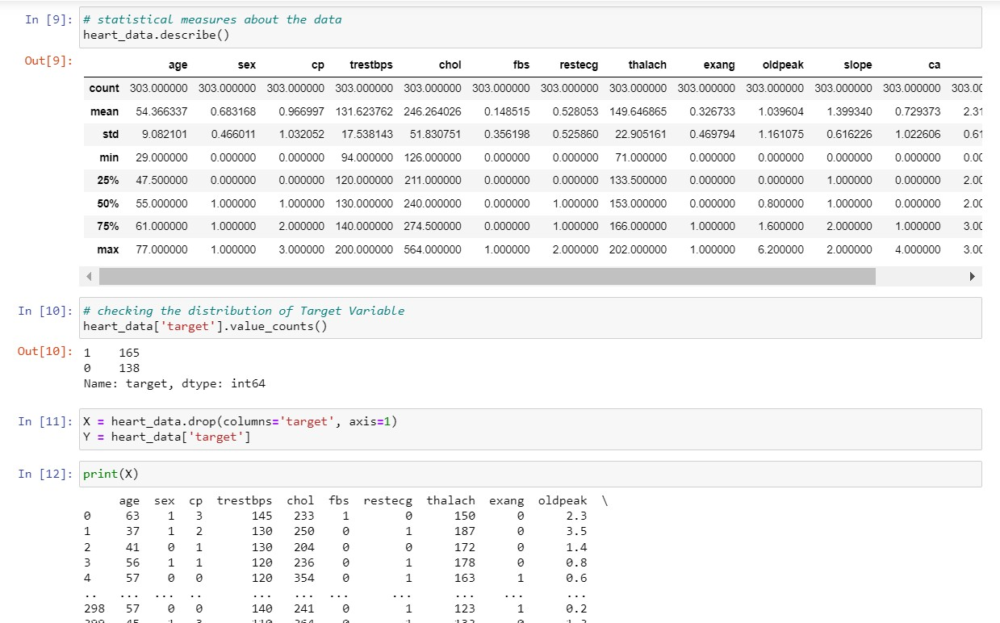 In [9]: # statistical measures about the data
heart_data.describe()
Out[9]:
age sex cp trestbps chol fbs restecg thalach exang oldpeak slope ca
count 303.000000 303.000000 303.000000 303.000000 303.000000 303.000000 303.000000 303.000000 303.000000 303.000000 303.000000 303.000000 303.00
mean 54.366337 0.683168 0.966997 131.623762 246.264026 0.148515 0.528053 149.646865 0.326733 1.039604 1.399340 0.729373 2.31
std 9.082101 0.466011 1.032052 17.538143 51.830751 0.356198 0.525860 22.905161 0.469794 1.161075 0.616226 1.022606 0.61
min 29.000000 0.000000 0.000000 94.000000 126.000000 0.000000 0.000000 71.000000 0.000000 0.000000 0.000000 0.000000 0.00
25% 47.500000 0.000000 0.000000 120.000000 211.000000 0.000000 0.000000 133.500000 0.000000 0.000000 1.000000 0.000000 2.00
50% 55.000000 1.000000 1.000000 130.000000 240.000000 0.000000 1.000000 153.000000 0.000000 0.800000 1.000000 0.000000 2.00
75% 61.000000 1.000000 2.000000 140.000000 274.500000 0.000000 1.000000 166.000000 1.000000 1.600000 2.000000 1.000000 3.00
max 77.000000 1.000000 3.000000 200.000000 564.000000 1.000000 2.000000 202.000000 1.000000 6.200000 2.000000 4.000000 3.00
In [10]: # checking the distribution of Target Variable
heart_data['target'].value_counts()
Out[10]: 1 165
0 138
Name: target, dtype: int64
In [11]: X = heart_data.drop(columns='target', axis=1)
Y = heart_data['target']
In [12]: print(X)
age sex cp trestbps chol fbs restecg thalach exang oldpeak \
0 63 1 3 145 233 1 0 150 0 2.3
1 37 1 2 130 250 0 1 187 0 3.5
2 41 0 1 130 204 0 0 172 0 1.4
3 56 1 1 120 236 0 1 178 0 0.8
4 57 0 0 120 354 0 1 163 1 0.6
.. ... ... .. ... ... ... ... ... ... ...
298 57 0 0 140 241 0 1 123 1 0.2